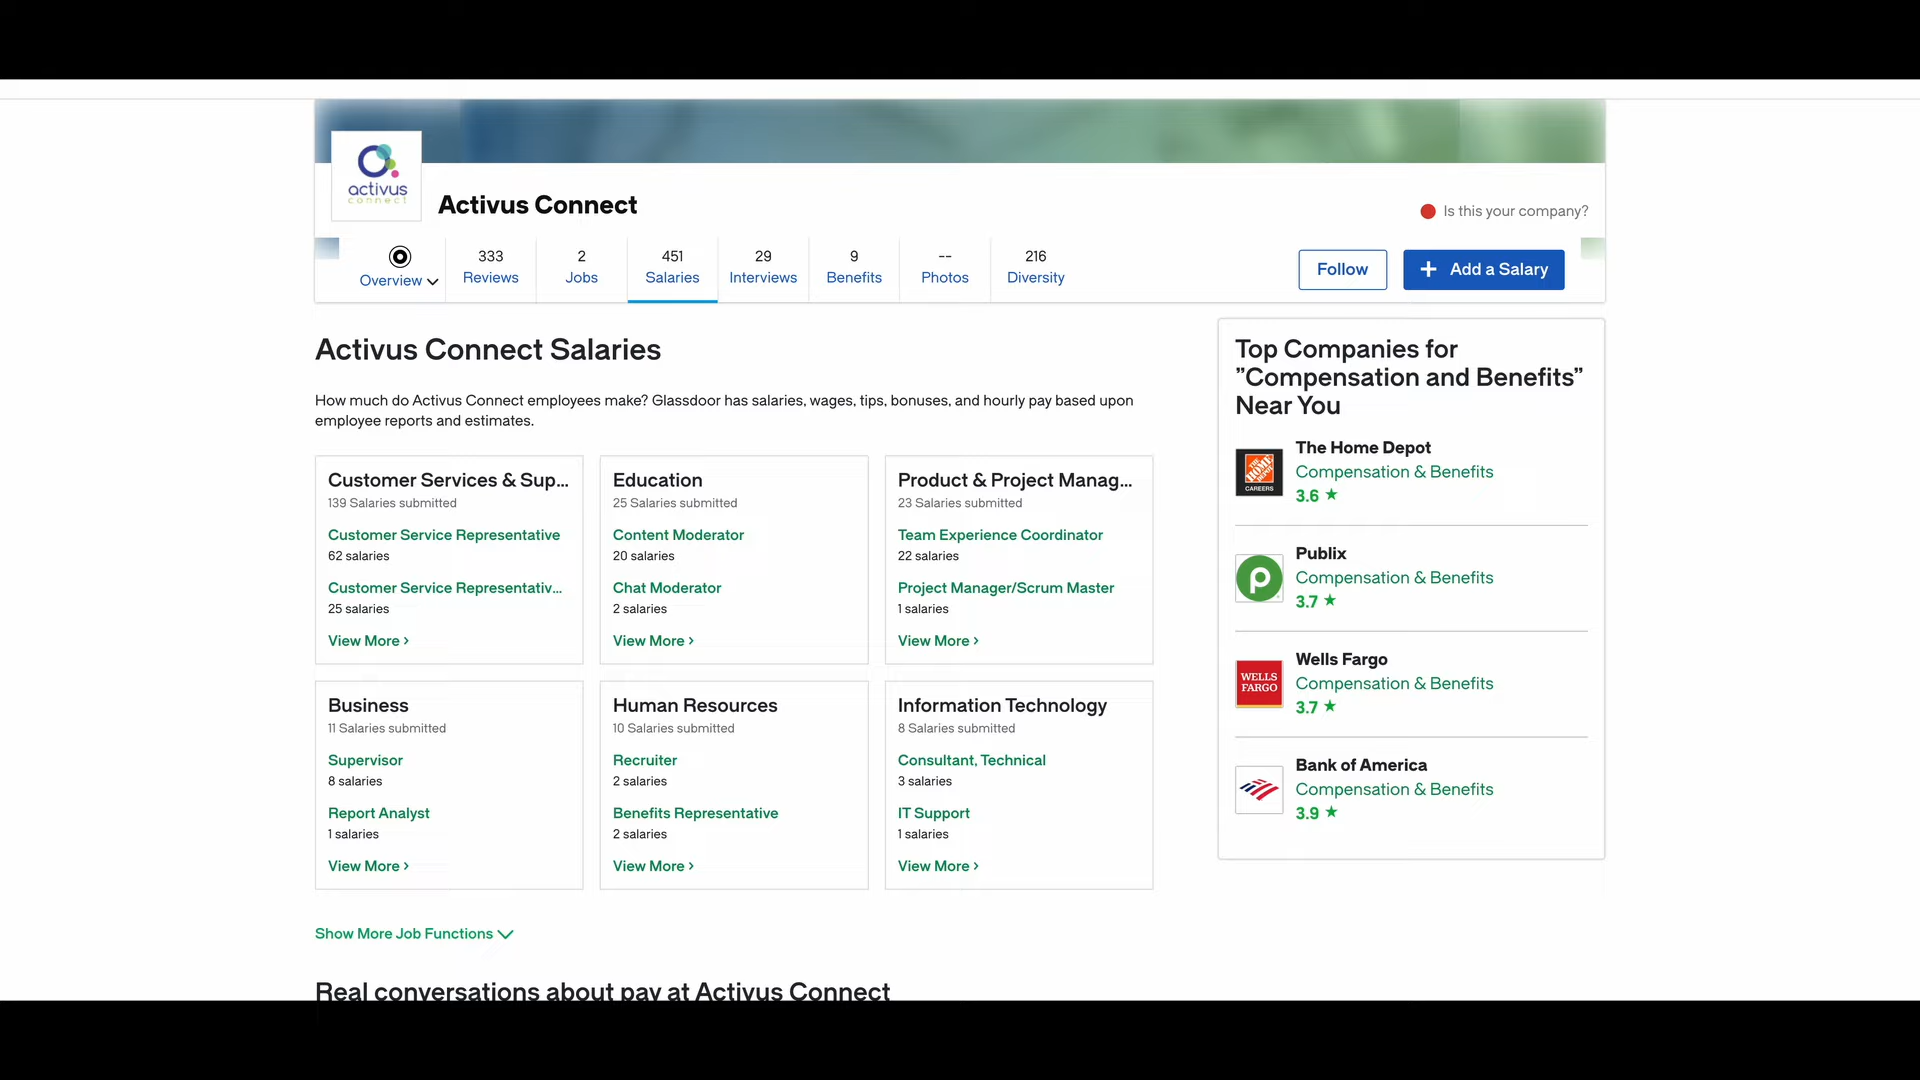 activus
connect
Activus Connect
Is this your company?
Overview
333
Reviews
2
Jobs
451
Salaries
29
Interviews
9
Benefits
--
Photos
216
Diversity
Follow
+ Add a Salary
Activus Connect Salaries
How much do Activus Connect employees make? Glassdoor has salaries, wages, tips, bonuses, and hourly pay based upon
employee reports and estimates.
Customer Services & Sup...
139 Salaries submitted
Customer Service Representative
62 salaries
Customer Service Representativ...
25 salaries
View More ›
Education
25 Salaries submitted
Content Moderator
20 salaries
Chat Moderator
2 salaries
View More ›
Product & Project Manag...
23 Salaries submitted
Team Experience Coordinator
22 salaries
Project Manager/Scrum Master
1 salaries
View More ›
Business
11 Salaries submitted
Supervisor
8 salaries
Report Analyst
1 salaries
View More ›
Human Resources
10 Salaries submitted
Recruiter
2 salaries
Benefits Representative
2 salaries
View More ›
Information Technology
8 Salaries submitted
Consultant, Technical
3 salaries
IT Support
1 salaries
View More ›
Show More Job Functions
Real conversations about pay at Activus Connect
Top Companies for
”Compensation and Benefits”
Near You
THE HOME DEPOT
CAREERS
The Home Depot
Compensation & Benefits
3.6 ★
P
Publix
Compensation & Benefits
3.7 ★
WELLS
FARGO
Wells Fargo
Compensation & Benefits
3.7 ★
Bank of America
Compensation & Benefits
3.9 ★